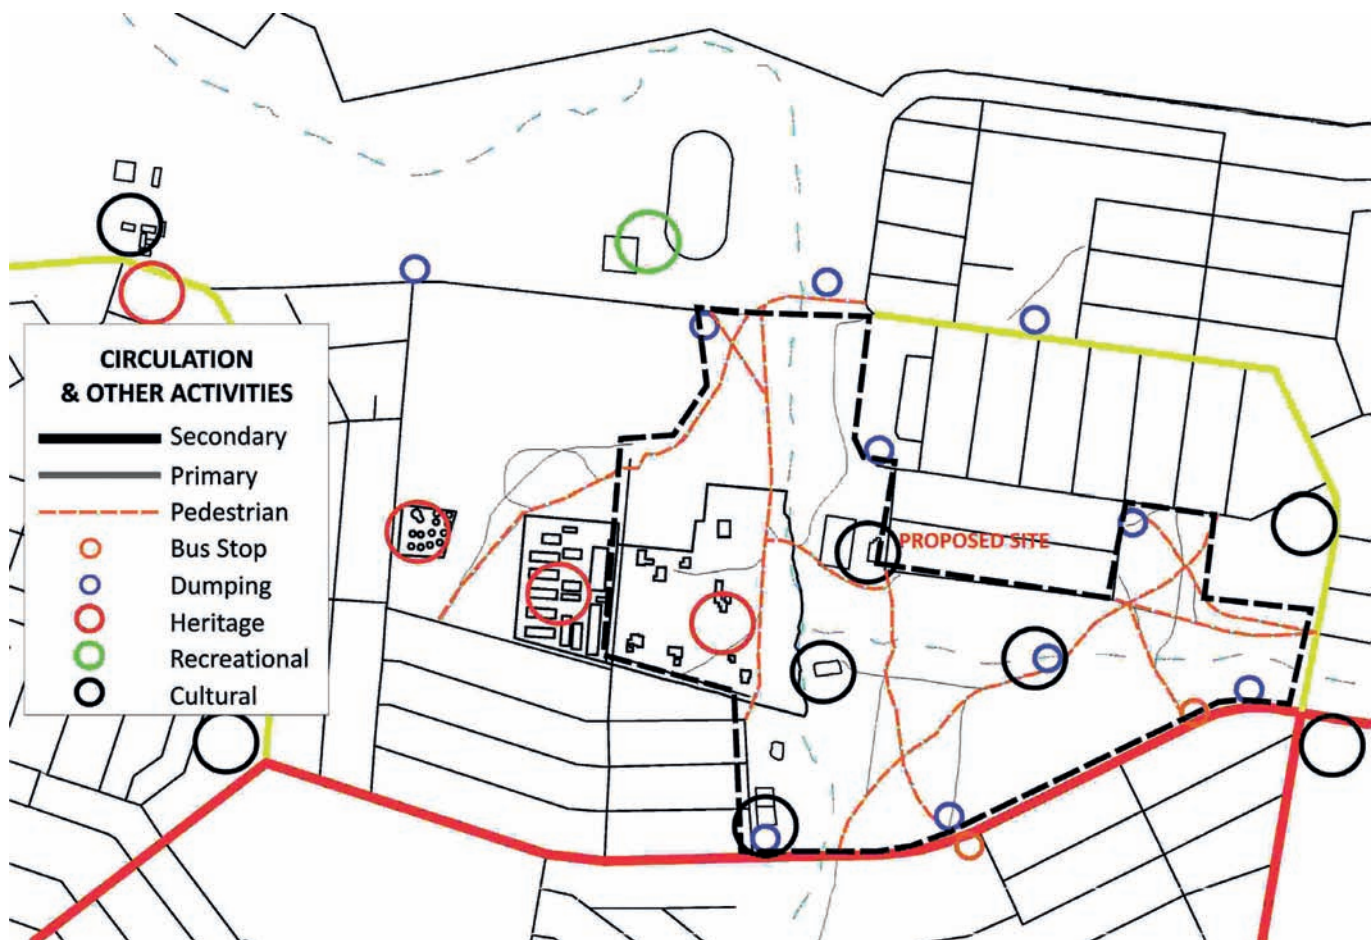 CIRCULATION
& OTHER ACTIVITIES
Secondary
Primary
Pedestrian
Bus Stop
Dumping
Heritage
Recreational
Cultural
PROPOSED SITE